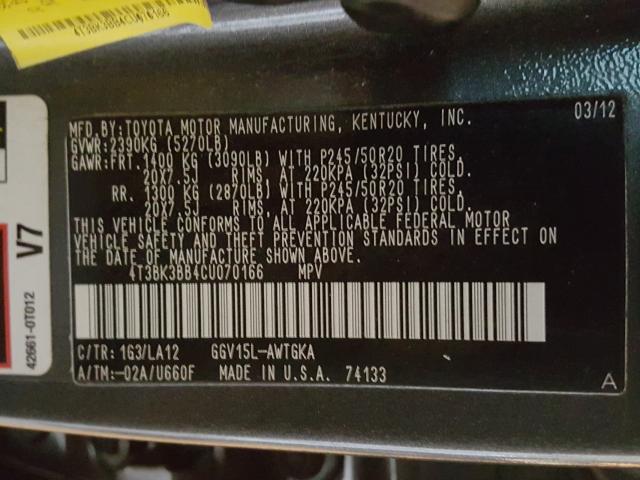 4T3BK3BB4CU070166
MFD.BY:TOYOTA MOTOR MANUFACTURING, KENTUCKY, INC. 03/12
GVWR:2390KG (5270LB)
GAWR:FRT. 1400 KG (3090LB) WITH P245/50R20 TIRES,
20X7.5J RIMS, AT 220KPA (32PSI) COLD.
RR. 1300 KG (2870LB) WITH P245/50R20 TIRES,
20X7.5J RIMS, AT 220KPA (32PSI) COLD.
THIS VEHICLE CONFORMS TO ALL APPLICABLE FEDERAL MOTOR
VEHICLE SAFETY AND THEFT PREVENTION STANDARDS IN EFFECT ON
THE DATE OF MANUFACTURE SHOWN ABOVE.
4T3BK3BB4CU070166 MPV
C/TR: 1G3/LA12 GGV15L-AWTGKA
A/TM:-02A/U660F MADE IN U.S.A. 74133
A
V7
42661-0T012